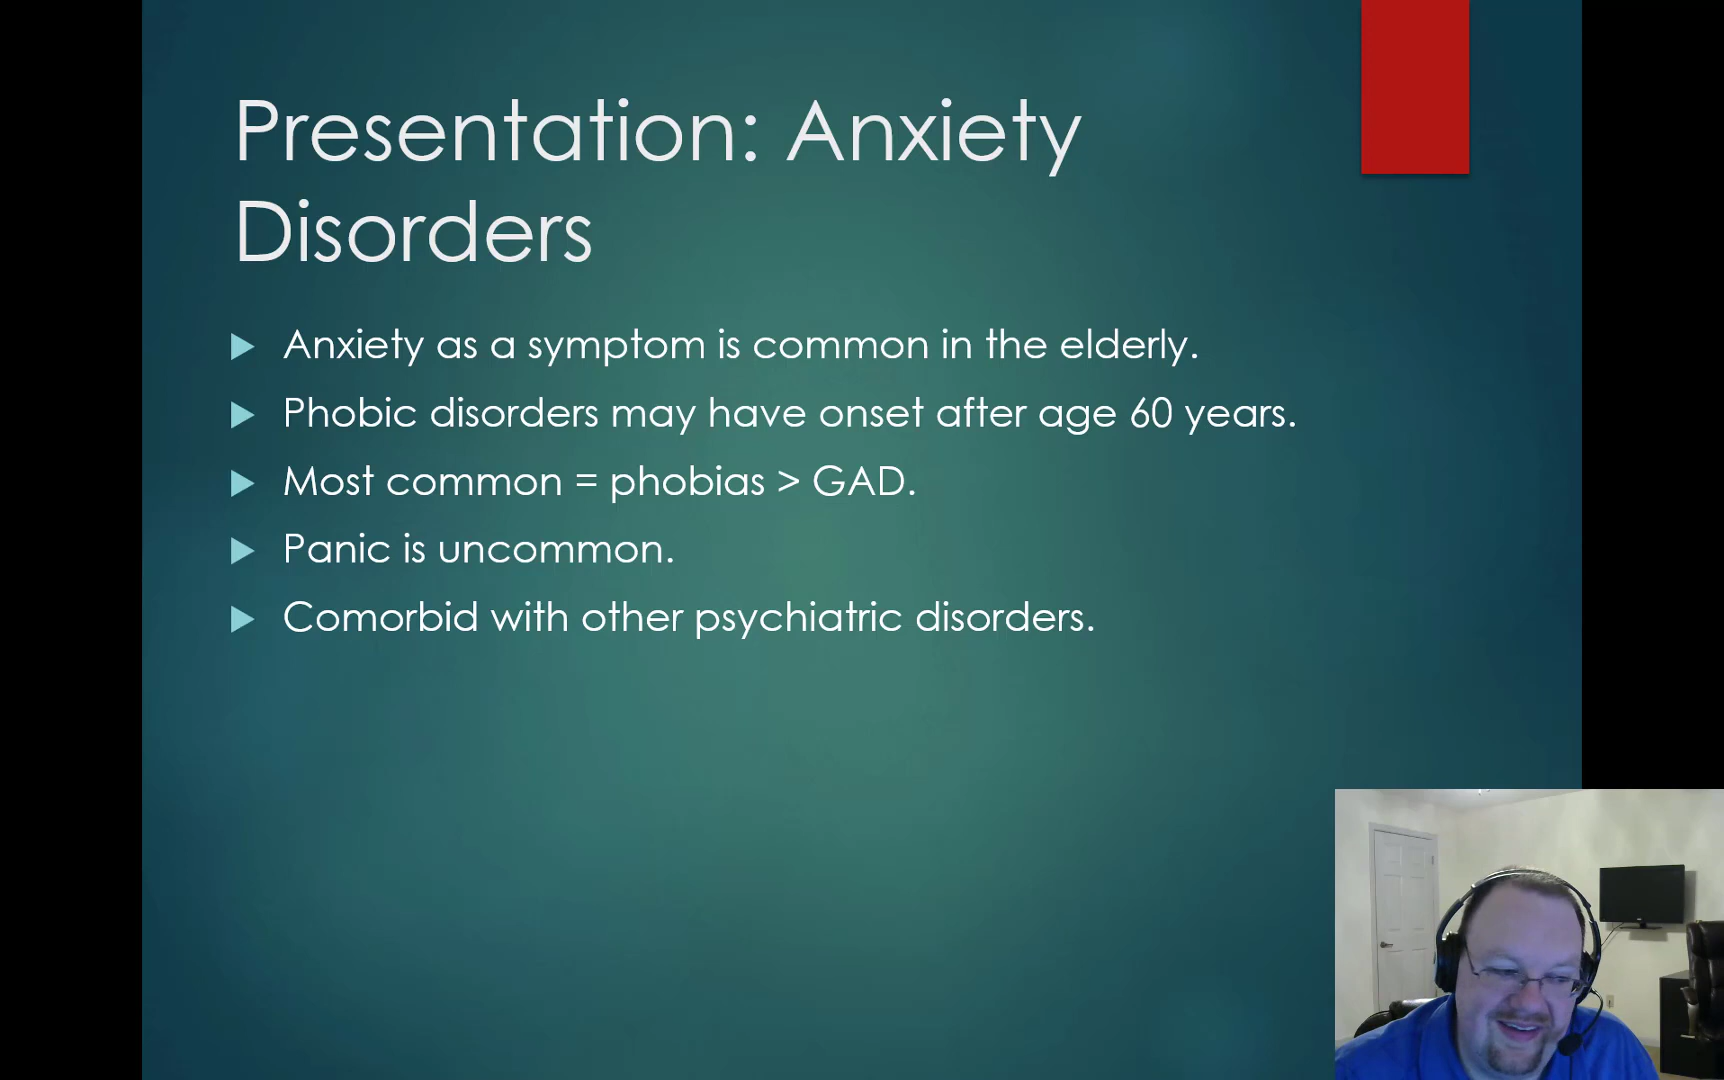 Presentation: Anxiety
Disorders
Anxiety as a symptom is common in the elderly.
Phobic disorders may have onset after age 60 years.
Most common = phobias > GAD.
Panic is uncommon.
Comorbid with other psychiatric disorders.